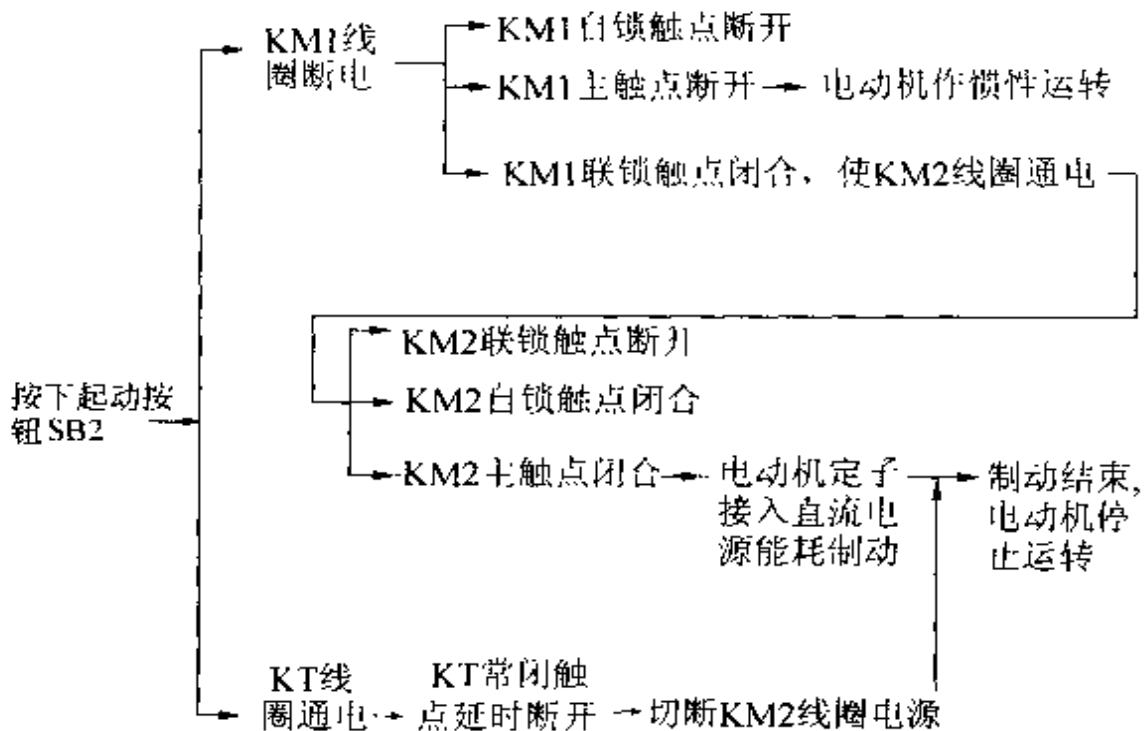 KM1线
圈断电
KM1自锁触点断开
KM1主触点断开
电动机作惯性运转
KM1联锁触点闭合，使KM2线圈通电
KM2联锁触点断开
按下起动按
钮SB2
KM2自锁触点闭合
KM2主触点闭合
电动机定子
接入直流电
源能耗制动
制动结束，
电动机停
止运转
KT线
圈通电
KT常闭触
点延时断开
切断KM2线圈电源